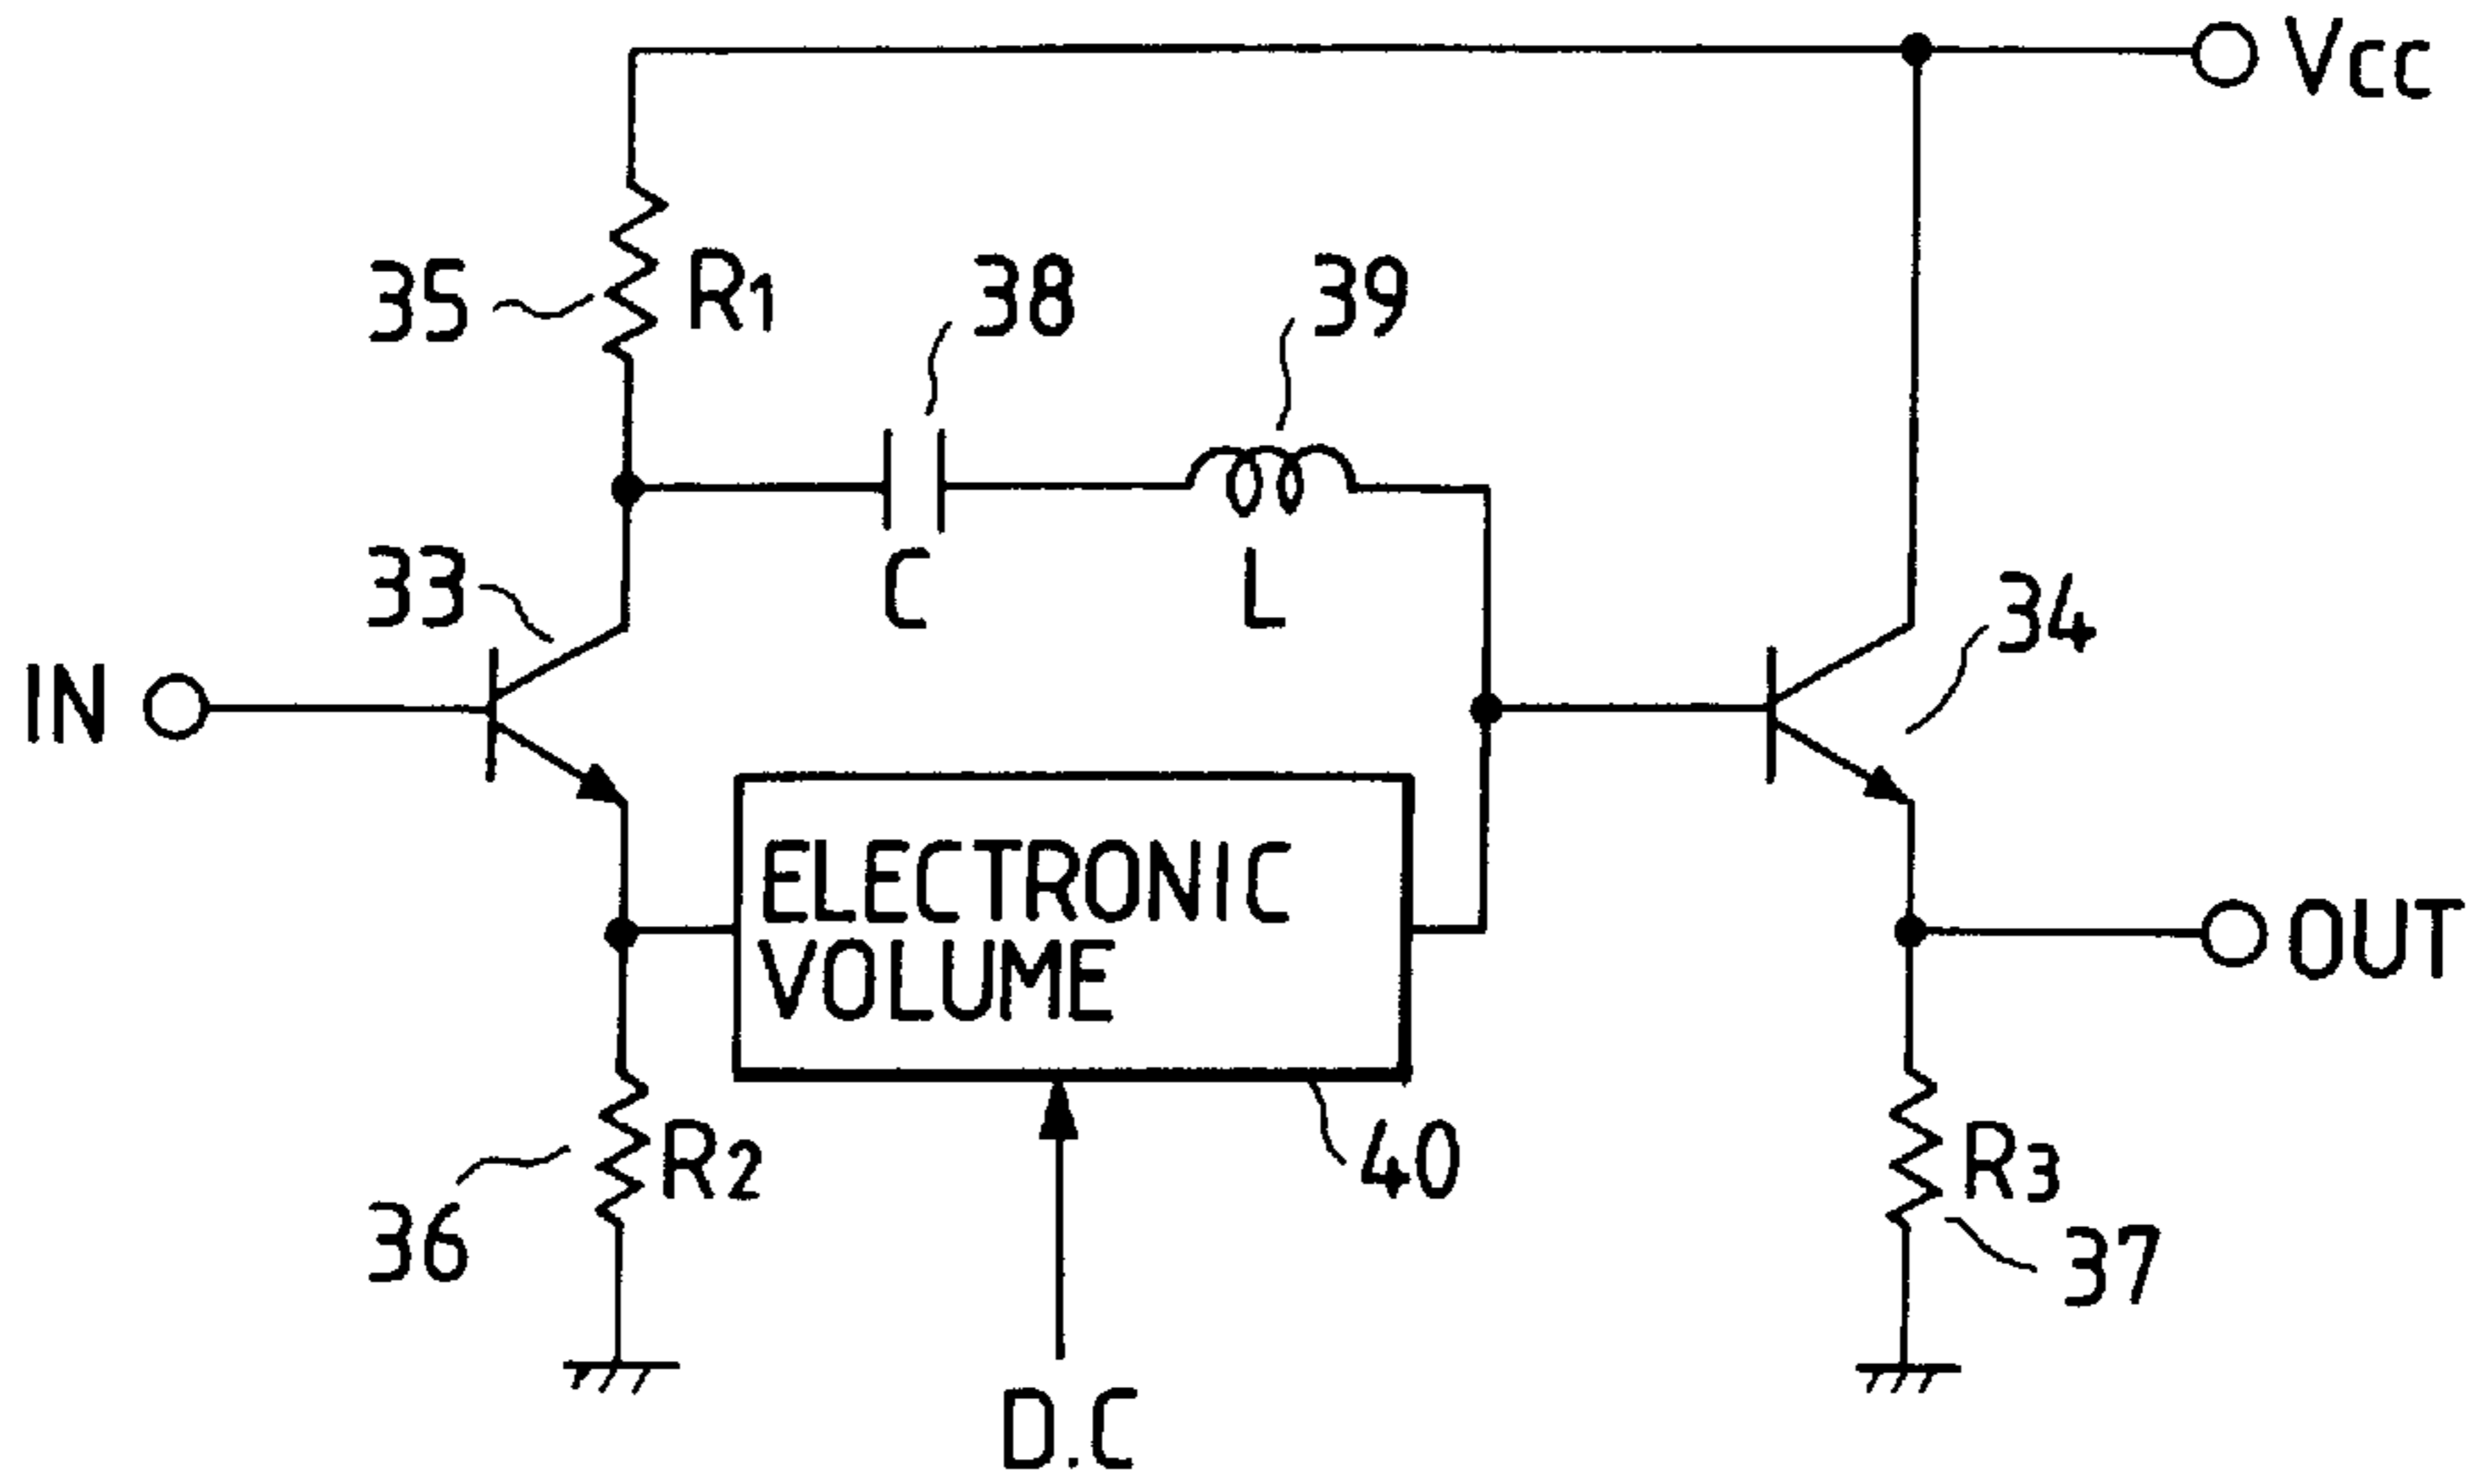 Vcc
35
R1
38
39
33
C
L
34
IN
ELECTRONIC
VOLUME
OUT
36
R2
40
R3
37
D.C